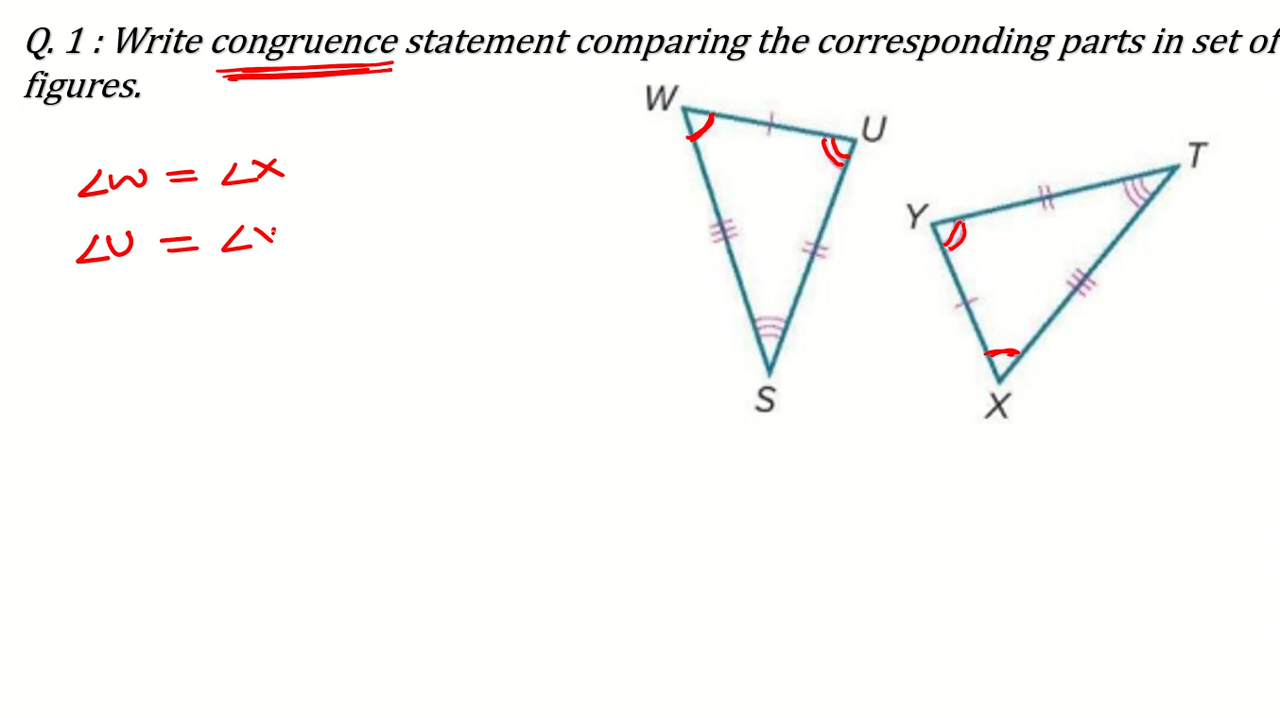 Q. 1 : Write congruence statement comparing the corresponding parts in set of
figures.
W
U
T
Y
∠W = ∠X
∠U = ∠
S
X